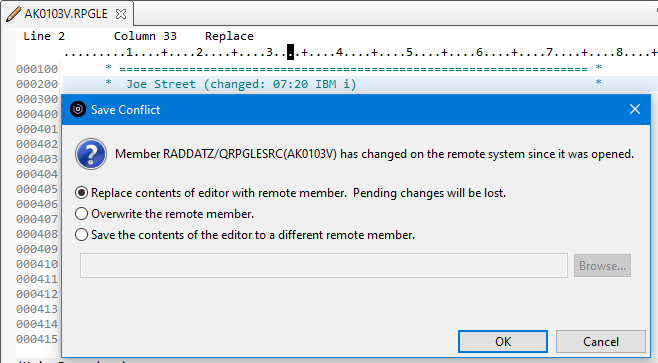 AK0103V.RPGLE
Line 2 Column 33 Replace
.........1....+....2....+....3..▮.+....4....+....5....+....6....+....7....+....8....+
000100 * =================================================================== *
000200 * Joe Street (changed: 07:20 IBM i) *
000300
000400
000401
000402
000403
000404
000405
000406
000407
000408
000409
000410
000411
000412
000413
000414
000415
Save Conflict
Member RADDATZ/QRPGLESRC(AK0103V) has changed on the remote system since it was opened.
Replace contents of editor with remote member. Pending changes will be lost.
Overwrite the remote member.
Save the contents of the editor to a different remote member.
Browse...
OK Cancel